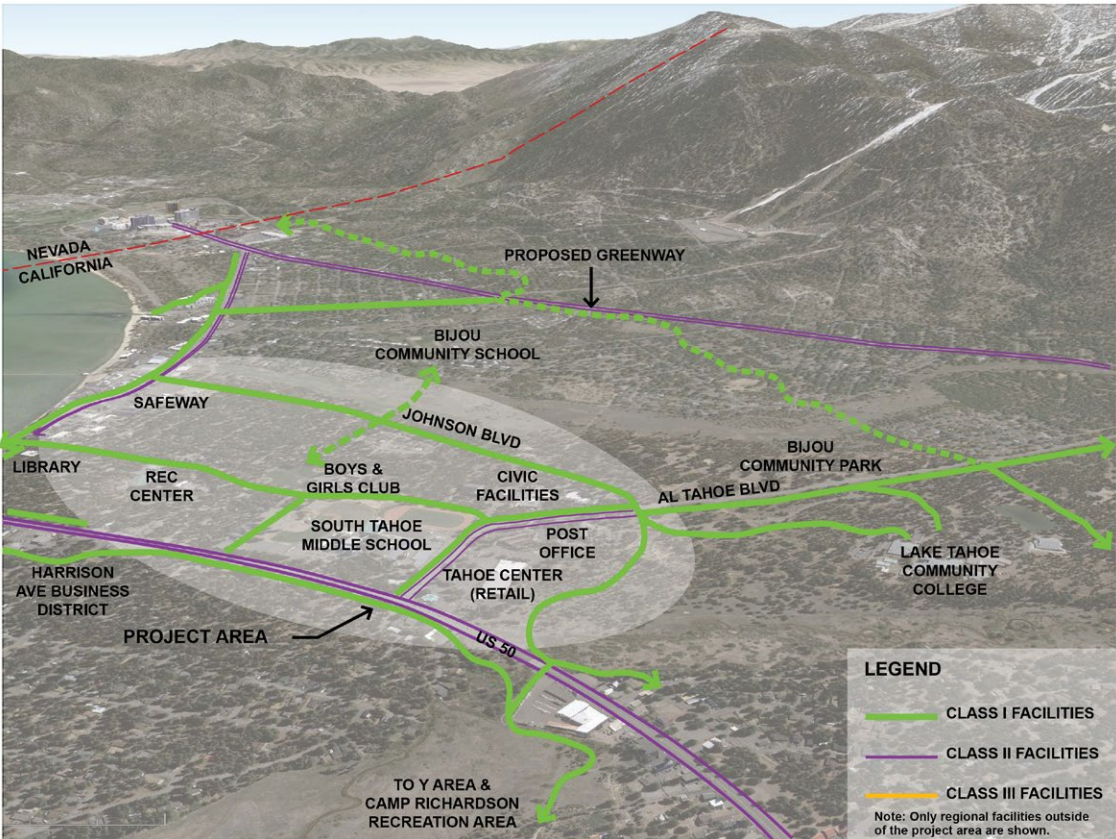 NEVADA
CALIFORNIA
PROPOSED GREENWAY
BIJOU
COMMUNITY SCHOOL
SAFEWAY
JOHNSON BLVD
LIBRARY
REC
CENTER
BOYS &
GIRLS CLUB
CIVIC
FACILITIES
BIJOU
COMMUNITY PARK
AL TAHOE BLVD
SOUTH TAHOE
MIDDLE SCHOOL
POST
OFFICE
LAKE TAHOE
COMMUNITY
COLLEGE
HARRISON
AVE BUSINESS
DISTRICT
TAHOE CENTER
(RETAIL)
PROJECT AREA
US 50
TO Y AREA &
CAMP RICHARDSON
RECREATION AREA
LEGEND
CLASS I FACILITIES
CLASS II FACILITIES
CLASS III FACILITIES
Note: Only regional facilities outside
of the project area are shown.